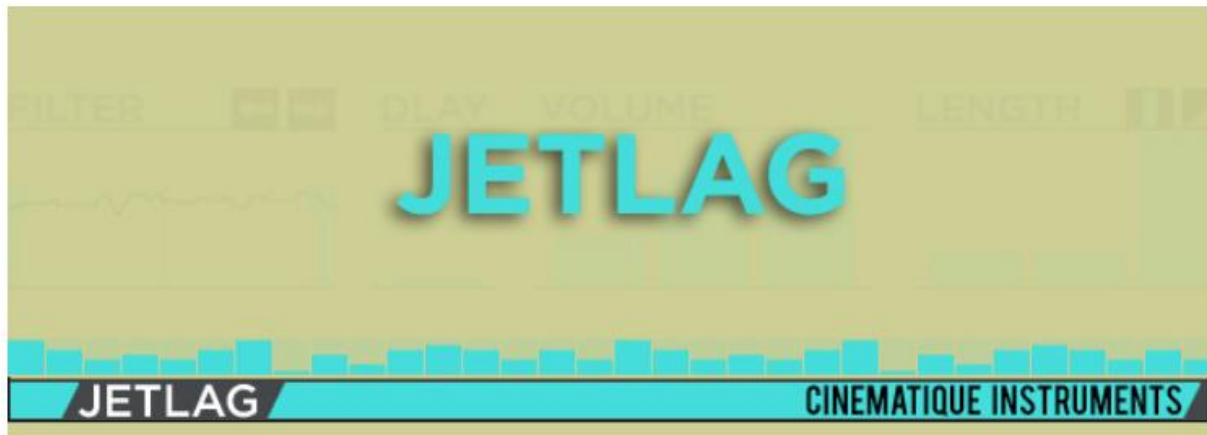 FILTER DLAY VOLUME LENGTH
JETLAG
JETLAG CINEMATIQUE INSTRUMENTS